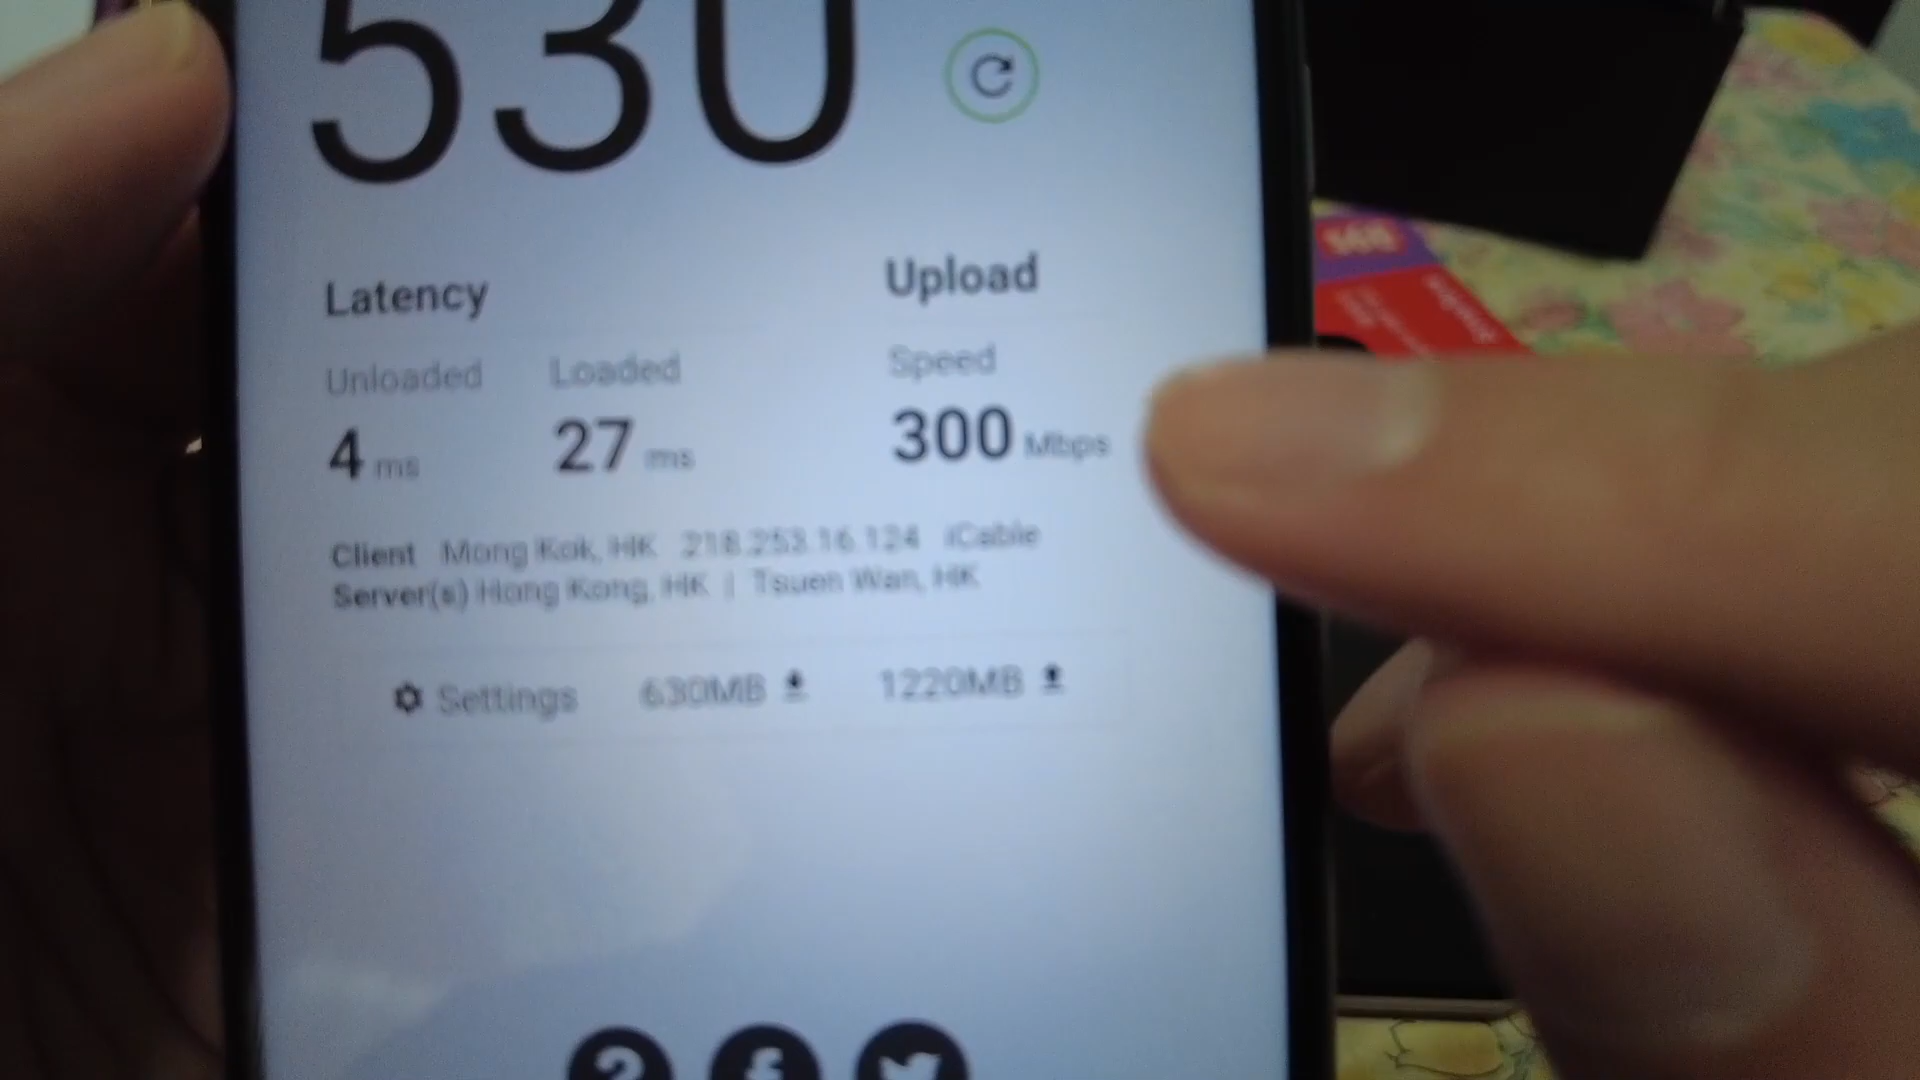 530
Latency
Upload
Unloaded Loaded Speed
4 ms 27 ms 300 Mbps
Client Mong Kok, HK 218.253.16.124 iCable
Server(s) Hong Kong, HK | Tsuen Wan, HK
Settings 630MB 1220MB